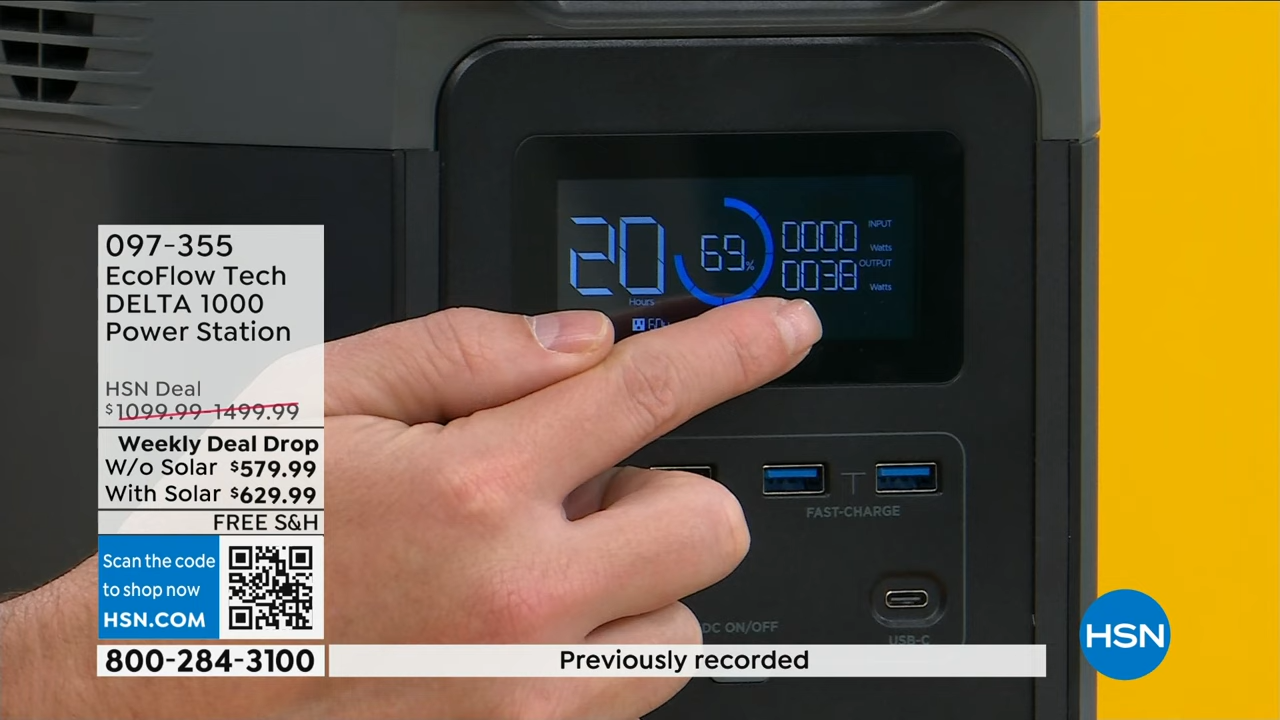 097-355
EcoFlow Tech
DELTA 1000
Power Station
HSN Deal
$1099.99-1499.99
Weekly Deal Drop
W/o Solar $579.99
With Solar $629.99
FREE S&H
Scan the code
to shop now
HSN.COM
800-284-3100
Previously recorded
HSN
20
Hours
69%
0000
INPUT
Watts
0038
OUTPUT
Watts
FAST-CHARGE
DC ON/OFF
USB-C